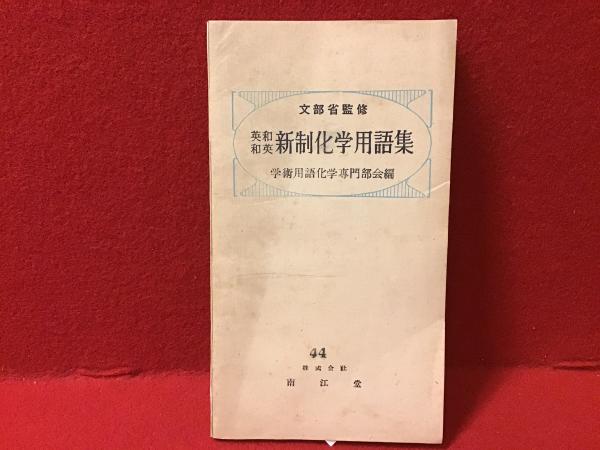 文部省監修
英和
和英 新制化学用語集
学術用語化学専門部会編
44
株式会社
南江堂